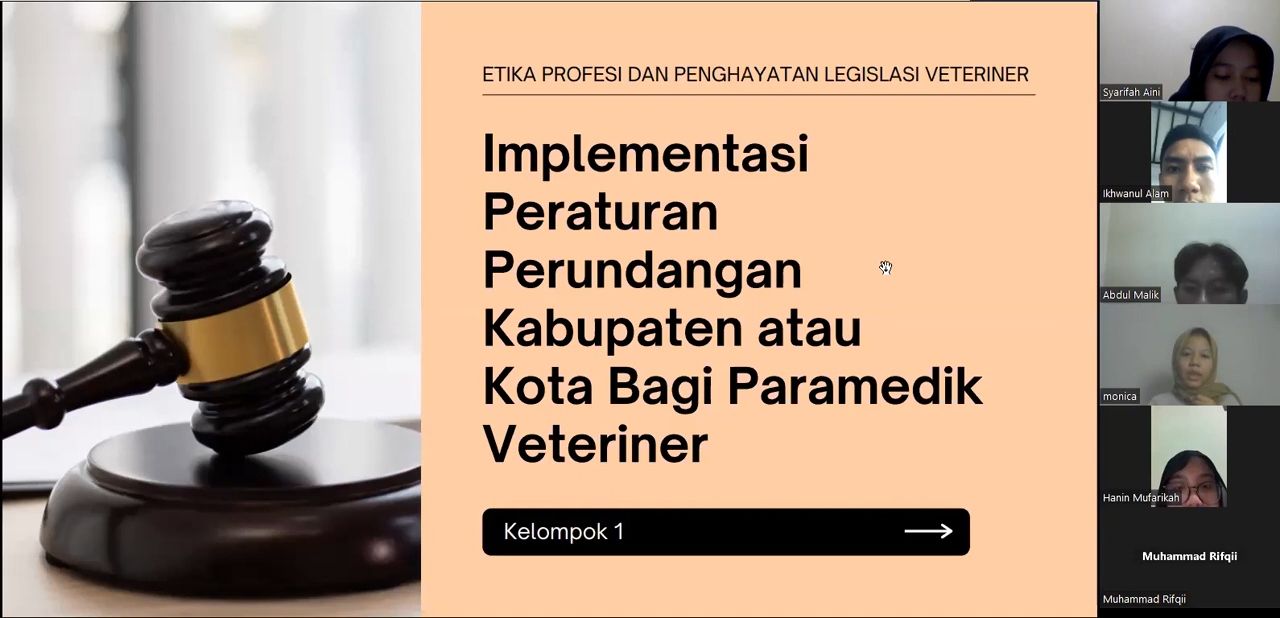 ETIKA PROFESI DAN PENGHAYATAN LEGISLASI VETERINER
Implementasi
Peraturan
Perundangan
Kabupaten atau
Kota Bagi Paramedik
Veteriner
Kelompok 1
Syarifah Aini
Ikhwanul Alam
Abdul Malik
monica
Hanin Mufarikah
Muhammad Rifqii
Muhammad Rifqii